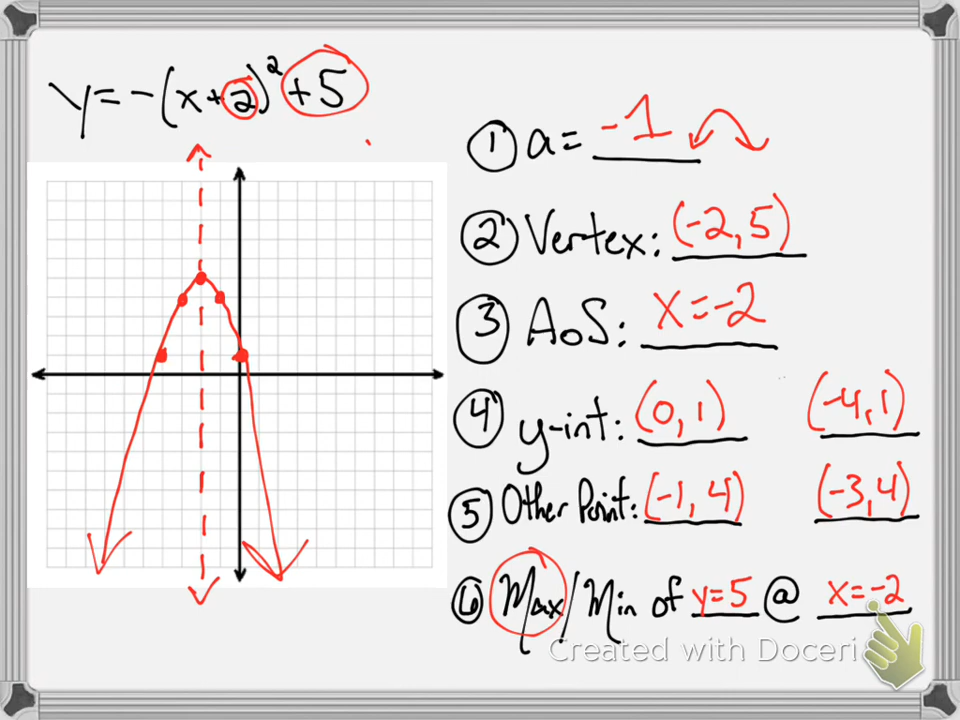 y = -(x+2)² +5
① a = -1
② Vertex: (-2,5)
③ AoS: x=-2
④ y-int: (0,1) (-4,1)
⑤ Other Point: (-1,4) (-3,4)
⑥ Max/Min of y=5 @ x=-2
Created with Doceri